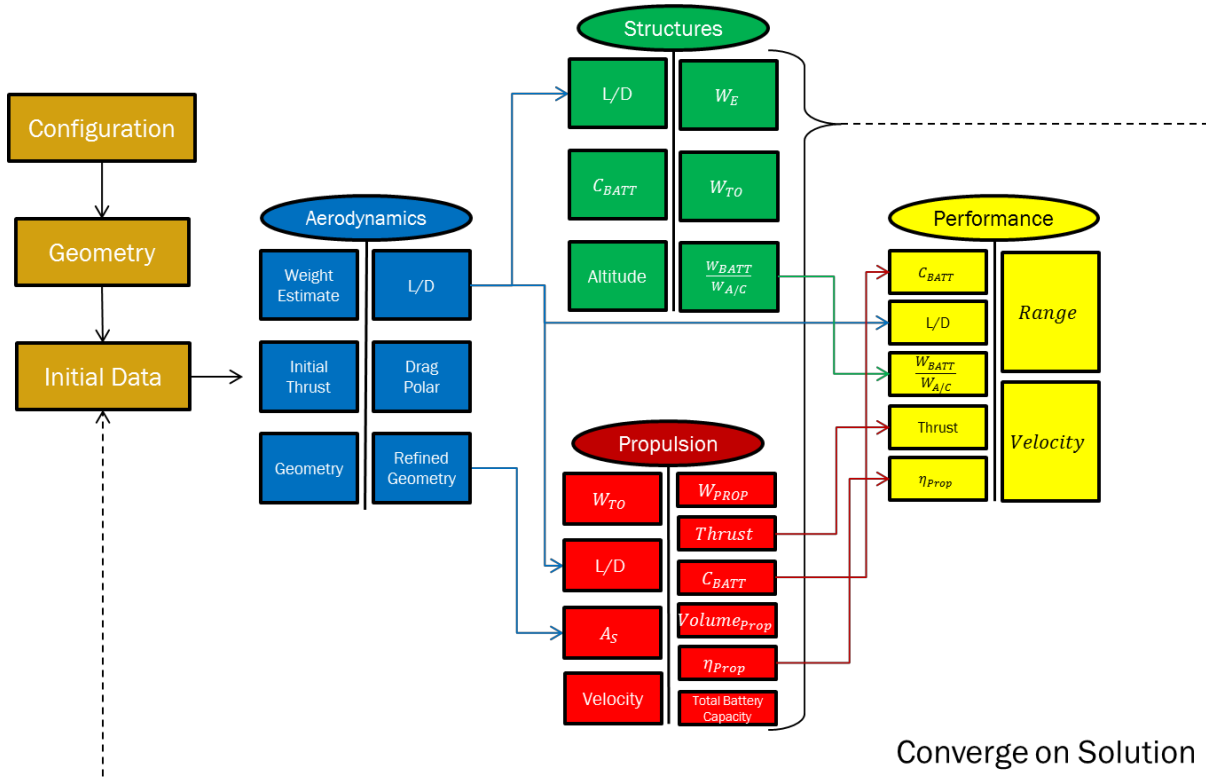 Configuration
Geometry
Initial Data
Aerodynamics
Weight
Estimate
L/D
Initial
Thrust
Drag
Polar
Geometry
Refined
Geometry
Structures
L/D
W_E
C_BATT
W_TO
Altitude
W_BATT
W_A/C
Propulsion
W_TO
W_PROP
Thrust
L/D
C_BATT
A_S
Volume_Prop
η_Prop
Velocity
Total Battery
Capacity
Performance
C_BATT
Range
L/D
W_BATT
W_A/C
Thrust
Velocity
η_Prop
Converge on Solution